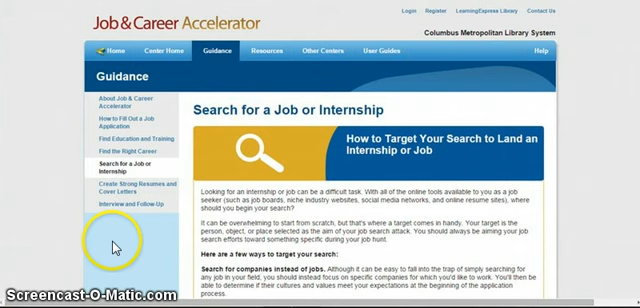 Login Register LearningExpress Library Contact Us
Job & Career Accelerator
Columbus Metropolitan Library System
Home Center Home Guidance Resources Other Centers User Guides Help
Guidance
About Job & Career
Accelerator
How to Fill Out a Job
Application
Find Education and Training
Find the Right Career
Search for a Job or
Internship
Create Strong Resumes and
Cover Letters
Interview and Follow Up
Search for a Job or Internship
How to Target Your Search to Land an
Internship or Job
Looking for an internship or job can be a difficult task. With all of the online tools available to you as a job
seeker (such as job boards, niche industry websites, social media networks, and online resume sites), where
should you begin your search?
It can be overwhelming to start from scratch, but that's where a target comes in handy. Your target is the
person, object, or place selected as the aim of your job search attack. You should always be aiming your job
search efforts toward something specific during your job hunt.
Here are a few ways to target your search:
Search for companies instead of jobs. Although it can be easy to fall into the trap of simply searching for
any job in your field, you should instead focus on specific companies for which you'd like to work. You'll then be
able to determine if their cultures and values meet your expectations at the beginning of the application
process.
Screencast-O-Matic.com